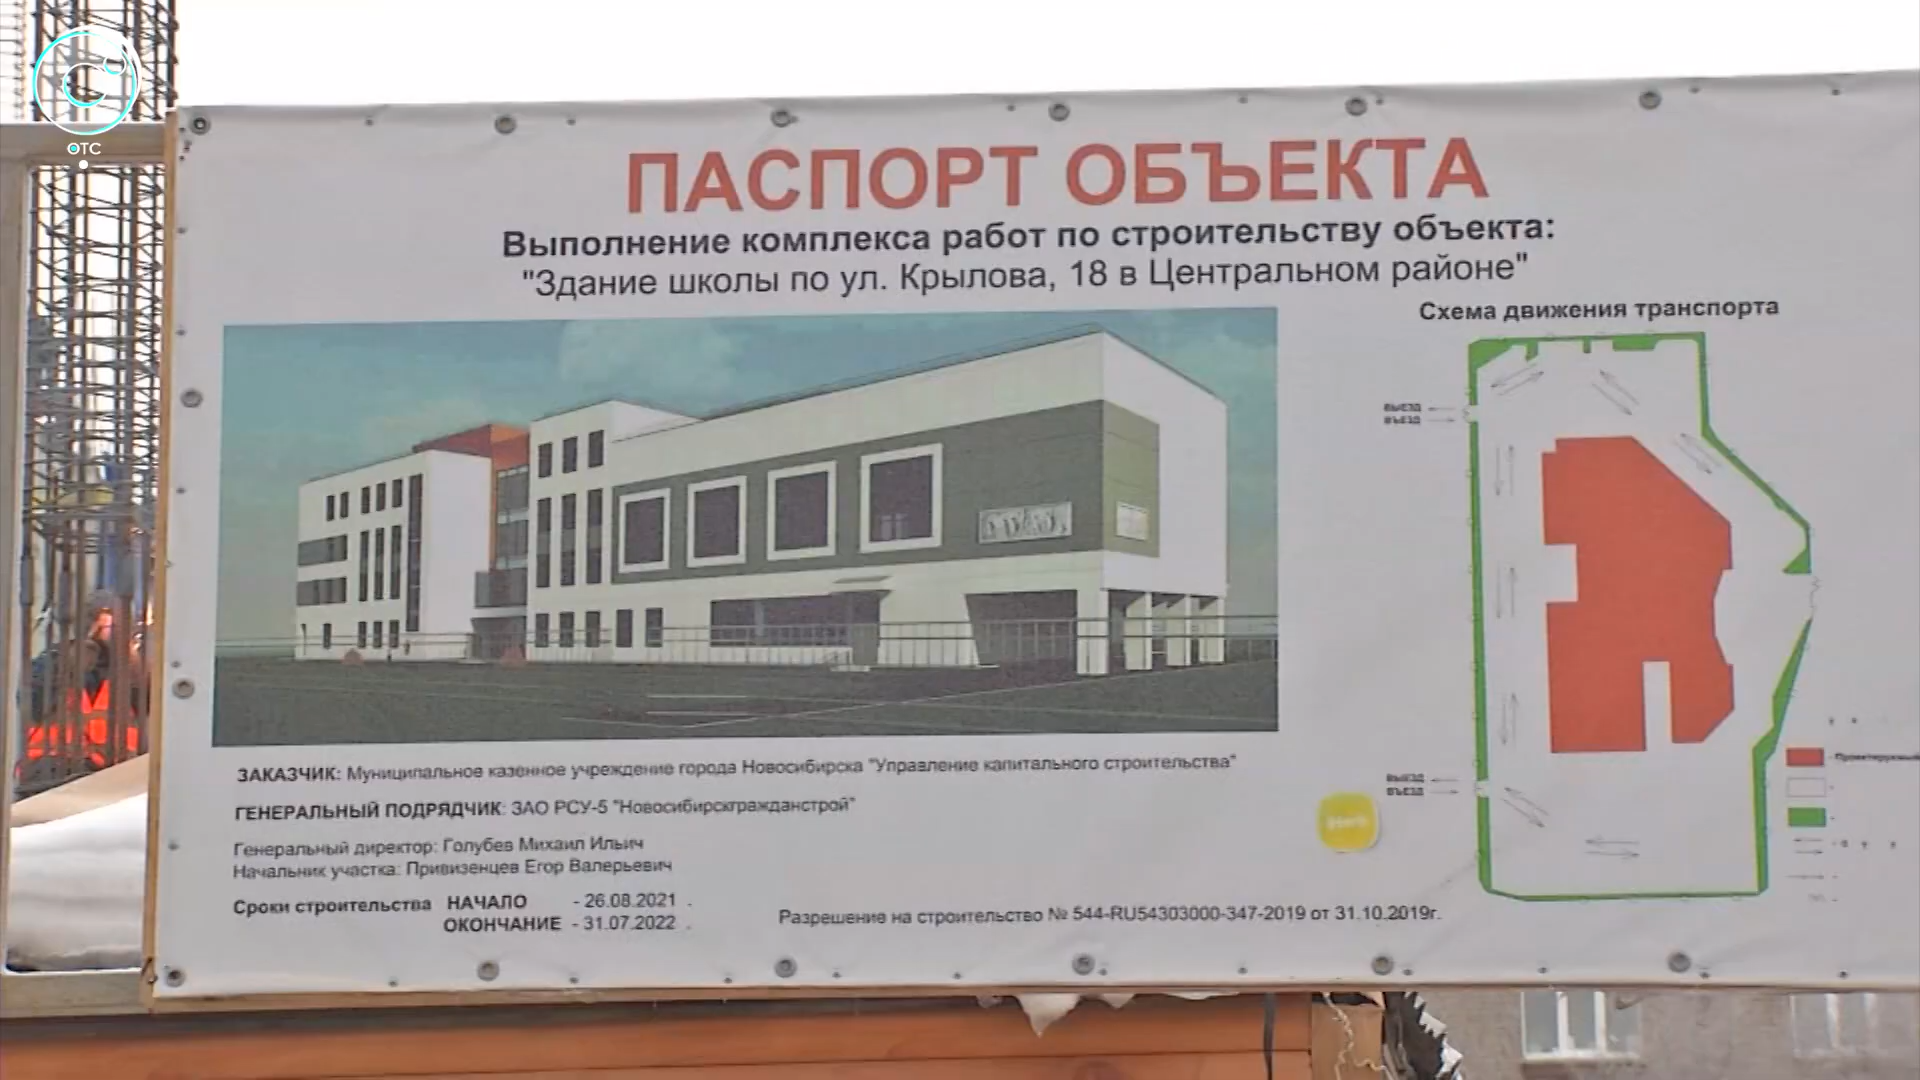 ОТС
ПАСПОРТ ОБЪЕКТА
Выполнение комплекса работ по строительству объекта:
"Здание школы по ул. Крылова, 18 в Центральном районе"
Схема движения транспорта
ВЫЕЗД
ВЪЕЗД
ВЫЕЗД
ВЪЕЗД
- Проектируемый
ЗАКАЗЧИК: Муниципальное казенное учреждение города Новосибирска "Управление капитального строительства"
ГЕНЕРАЛЬНЫЙ ПОДРЯДЧИК: ЗАО РСУ-5 "Новосибирскгражданстрой"
Генеральный директор: Голубев Михаил Ильич
Начальник участка: Привизенцев Егор Валерьевич
Сроки строительства НАЧАЛО - 26.08.2021 .
ОКОНЧАНИЕ - 31.07.2022 .
Разрешение на строительство № 544-RU54303000-347-2019 от 31.10.2019г.